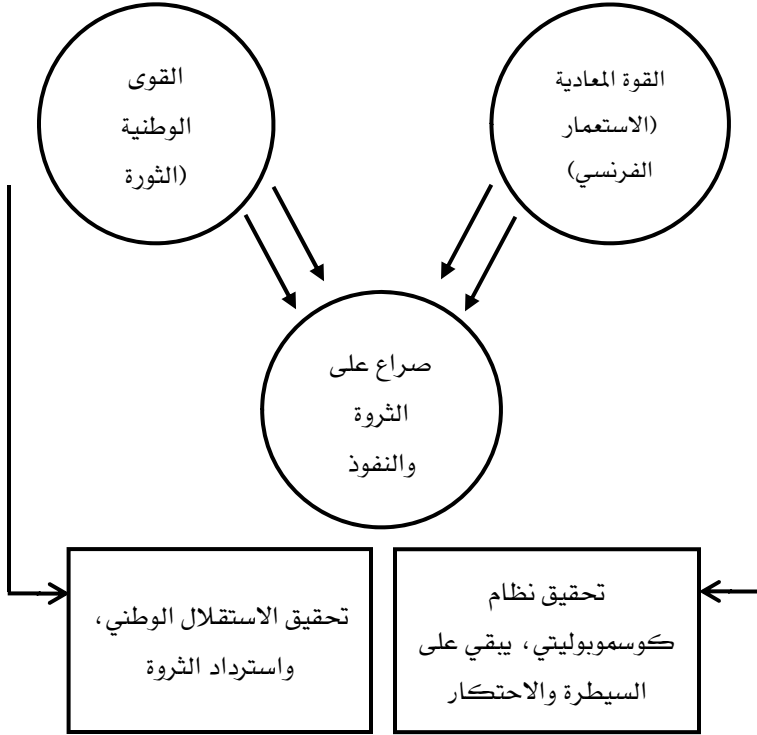 القوة المعادية
(الاستعمار
الفرنسي)
القوى
الوطنية
(الثورة
صراع على
الثروة
والنفوذ
تحقيق نظام
كوسموبوليتي، يبقي على
السيطرة والاحتكار
تحقيق الاستقلال الوطني،
واسترداد الثروة